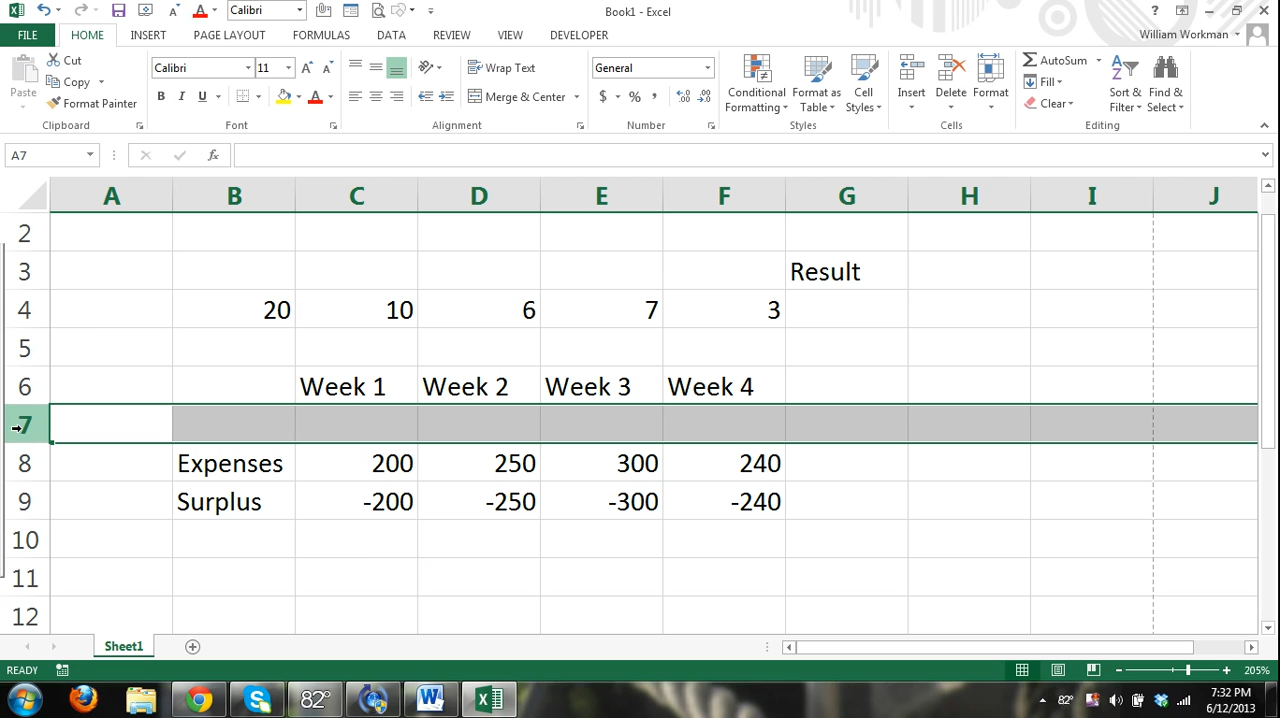 Calibri
Book1 - Excel
?
FILE
HOME
INSERT
PAGE LAYOUT
FORMULAS
DATA
REVIEW
VIEW
DEVELOPER
William Workman
Paste
Cut
Copy
Format Painter
Clipboard
Calibri
11
B I U
Font
Wrap Text
Merge & Center
Alignment
General
$ % ,
Number
Conditional Formatting
Format as Table
Cell Styles
Styles
Insert
Delete
Format
Cells
AutoSum
Fill
Clear
Sort & Filter
Find & Select
Editing
A7
fx
A B C D E F G H I J
2
3 Result
4 20 10 6 7 3
5
6 Week 1 Week 2 Week 3 Week 4
7
8 Expenses 200 250 300 240
9 Surplus -200 -250 -300 -240
10
11
12
Sheet1
READY
205%
82°
82°
7:32 PM
6/12/2013